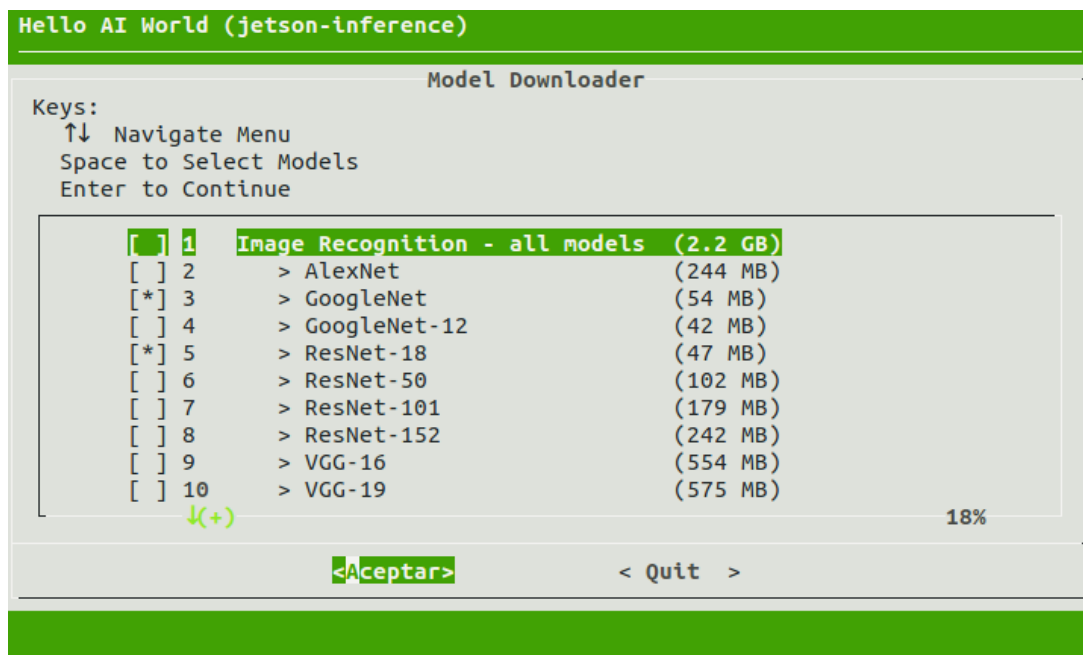 Hello AI World (jetson-inference)
Model Downloader
Keys:
↑↓ Navigate Menu
Space to Select Models
Enter to Continue
[ ] 1 Image Recognition - all models (2.2 GB)
[ ] 2 > AlexNet (244 MB)
[*] 3 > GoogleNet (54 MB)
[ ] 4 > GoogleNet-12 (42 MB)
[*] 5 > ResNet-18 (47 MB)
[ ] 6 > ResNet-50 (102 MB)
[ ] 7 > ResNet-101 (179 MB)
[ ] 8 > ResNet-152 (242 MB)
[ ] 9 > VGG-16 (554 MB)
[ ] 10 > VGG-19 (575 MB)
↓(+) 18%
<Aceptar> < Quit >